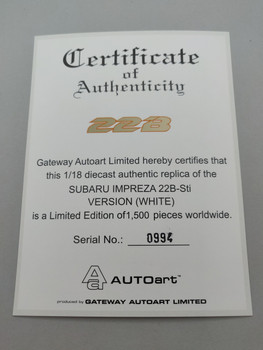 Certificate
of
Authenticity
22B
Gateway Autoart Limited hereby certifies that
this 1/18 diecast authentic replica of the
SUBARU IMPREZA 22B-Sti
VERSION (WHITE)
is a Limited Edition of1,500 pieces worldwide.
Serial No.: 0994
AUTOart™
produced by GATEWAY AUTOART LIMITED